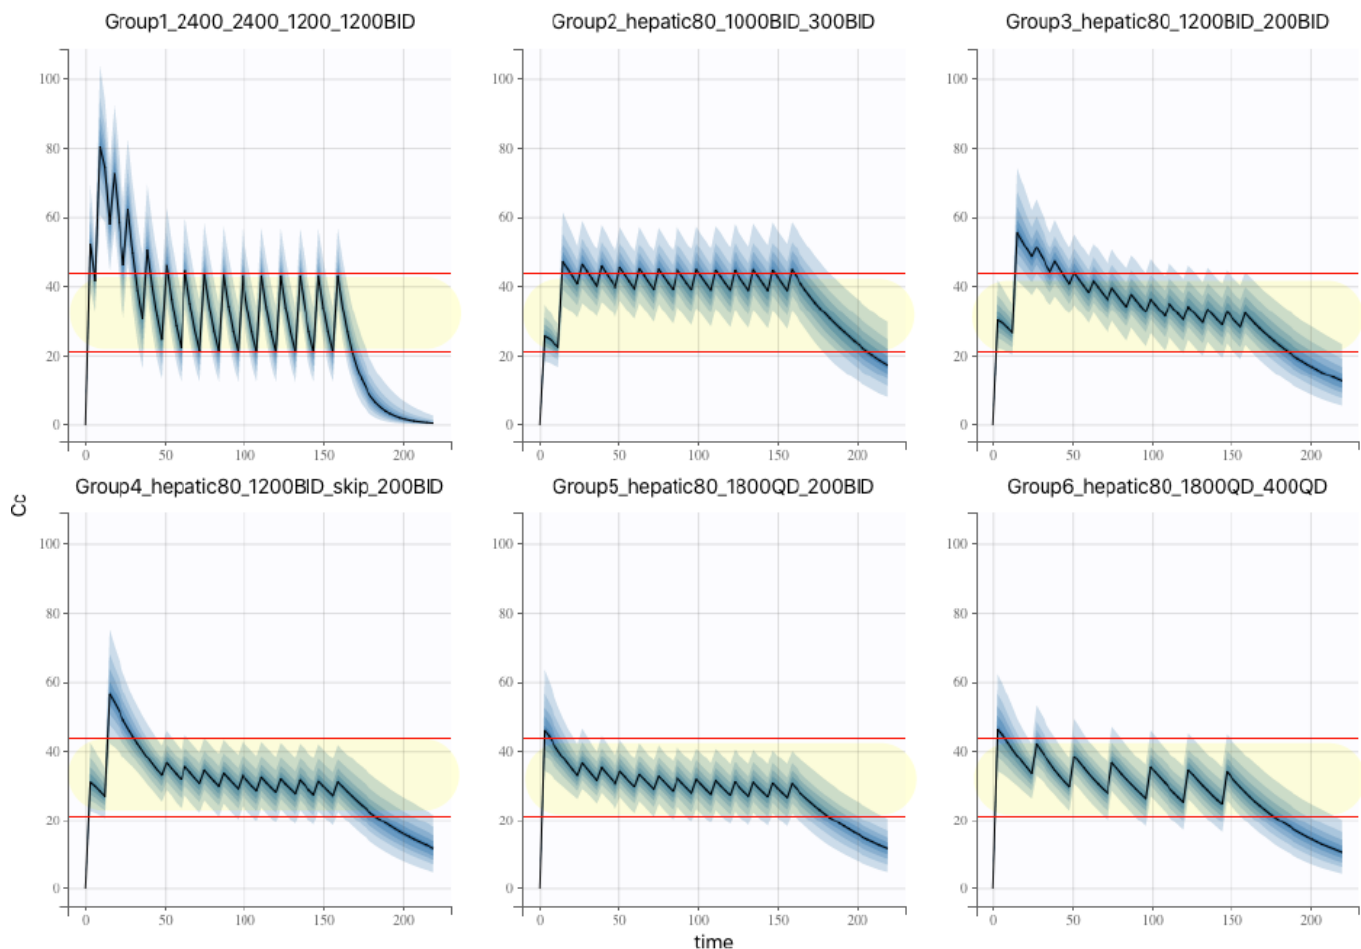 Group1_2400_2400_1200_1200BID
Group2_hepatic80_1000BID_300BID
Group3_hepatic80_1200BID_200BID
100
80
60
40
20
0
0 50 100 150 200
100
80
60
40
20
0
0 50 100 150 200
100
80
60
40
20
0
0 50 100 150 200
Cc
Group4_hepatic80_1200BID_skip_200BID
Group5_hepatic80_1800QD_200BID
Group6_hepatic80_1800QD_400QD
100
80
60
40
20
0
0 50 100 150 200
100
80
60
40
20
0
0 50 100 150 200
100
80
60
40
20
0
0 50 100 150 200
time